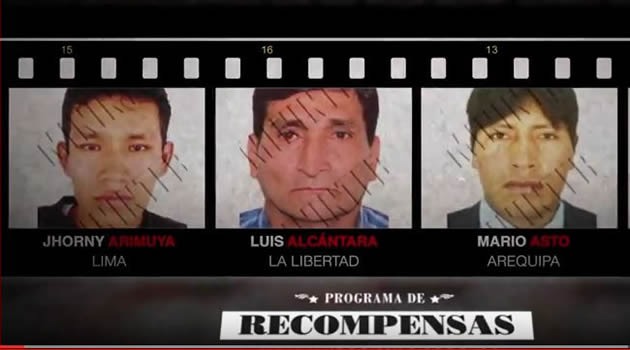 15 16 13
JHORNY ARIMUYA LUIS ALCÁNTARA MARIO ASTO
LIMA LA LIBERTAD AREQUIPA
PROGRAMA DE
RECOMPENSAS